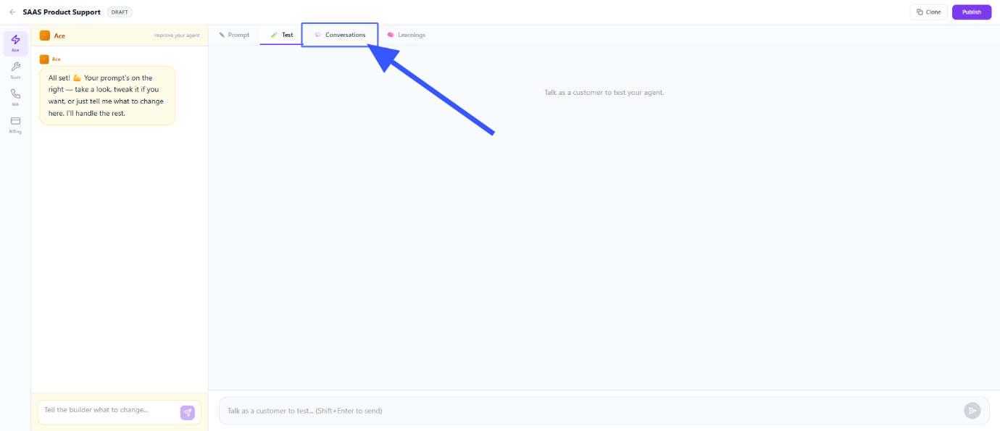 SAAS Product Support DRAFT
Clone
Publish
Ace
Improve your agent
Prompt
Test
Conversations
Learnings
Ace
Tools
WA
Billing
Ace
All set! 💪 Your prompt's on the
right — take a look, tweak it if you
want, or just tell me what to change
here. I'll handle the rest.
Talk as a customer to test your agent.
Tell the builder what to change...
Talk as a customer to test... (Shift+Enter to send)